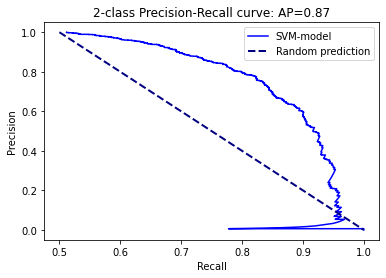 2-class Precision-Recall curve: AP=0.87
SVM-model
Random prediction
Precision
1.0
0.8
0.6
0.4
0.2
0.0
0.5 0.6 0.7 0.8 0.9 1.0
Recall